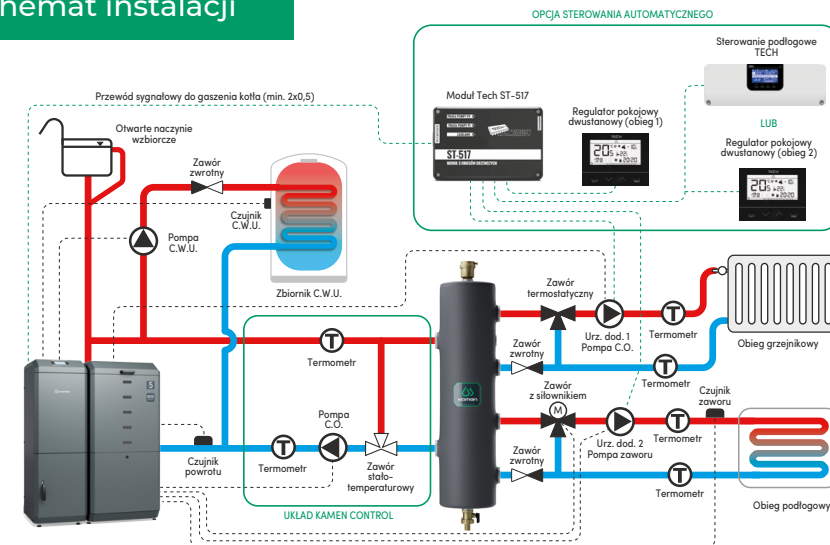 hemat instalacji
OPCJA STEROWANIA AUTOMATYCZNEGO
Sterowanie podłogowe
TECH
Przewód sygnałowy do gaszenia kotła (min. 2x0,5)
Moduł Tech ST-517
Regulator pokojowy
dwustanowy (obieg 1)
LUB
Regulator pokojowy
dwustanowy (obieg 2)
ST-517
TECH
TECH
Otwarte naczynie
wzbiorcze
Zawór
zwrotny
Czujnik
C.W.U.
Pompa
C.W.U.
Zbiornik C.W.U.
Zawór
termostatyczny
Urz. dod. 1
Pompa C.O.
T
Termometr
Obieg grzejnikowy
T
Termometr
Zawór
zwrotny
T
Termometr
Zawór
z siłownikiem
M
Czujnik
zaworu
Pompa
C.O.
kamen
T
Termometr
Urz. dod. 2
Pompa zaworu
Czujnik
powrotu
T
Termometr
Zawór
stało-
temperaturowy
Zawór
zwrotny
T
Termometr
Obieg podłogowy
UKŁAD KAMEN CONTROL